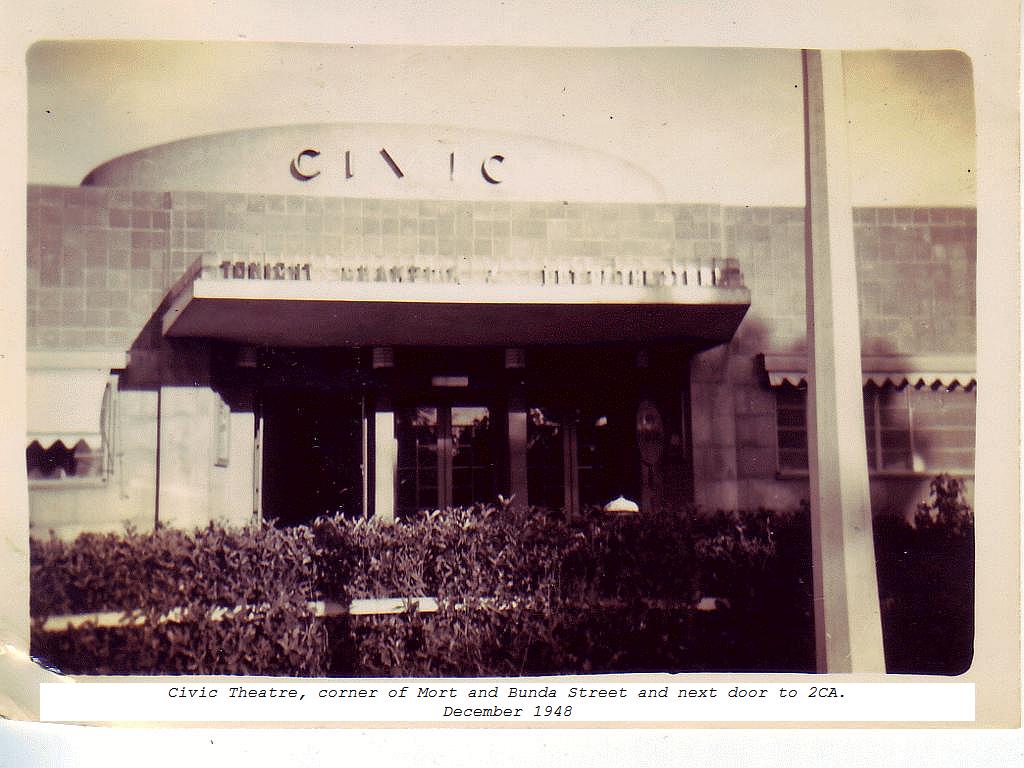 CIVIC
TONIGHT
Civic Theatre, corner of Mort and Bunda Street and next door to 2CA.
December 1948